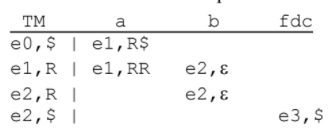 TM a b fdc
e0,$ | e1,R$
e1,R | e1,RR e2,ε
e2,R | e2,ε
e2,$ | e3,$